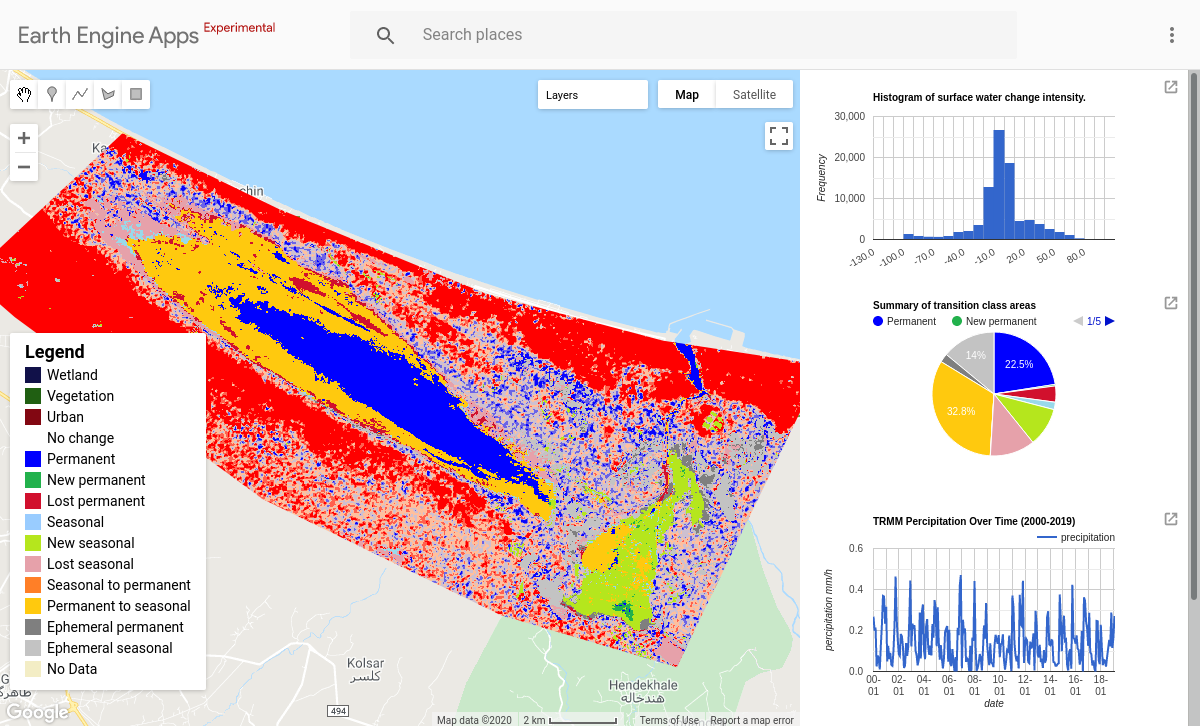 Earth Engine Apps Experimental
Search places
Layers
Map
Satellite
chin
Legend
Wetland
Vegetation
Urban
No change
Permanent
New permanent
Lost permanent
Seasonal
New seasonal
Lost seasonal
Seasonal to permanent
Permanent to seasonal
Ephemeral permanent
Ephemeral seasonal
No Data
Kolsar
كلسر
Hendekhale
هندخاله
494
Google
Map data ©2020
2 km
Terms of Use
Report a map error
Histogram of surface water change intensity.
Frequency
30,000
20,000
10,000
0
-130.0 -100.0 -70.0 -40.0 -10.0 20.0 50.0 80.0
Summary of transition class areas
Permanent New permanent 1/5
14% 22.5%
32.8%
TRMM Percipitation Over Time (2000-2019)
precipitation
percipitation mm/h
0.6
0.4
0.2
0.0
00-01 02-01 04-01 06-01 08-01 10-01 12-01 14-01 16-01 18-01
date